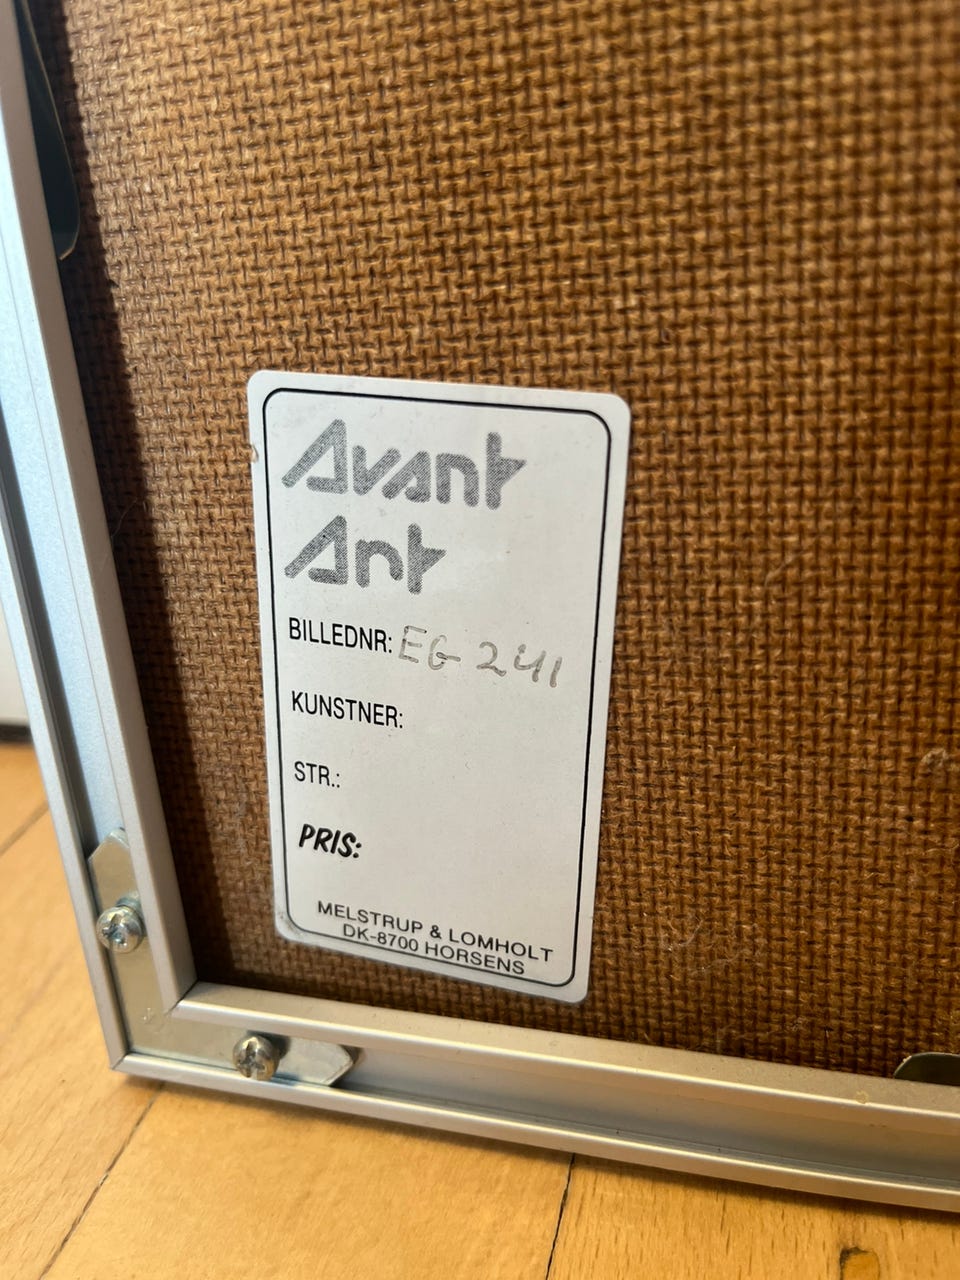 Avant
Art
BILLEDNR: EG 241
KUNSTNER:
STR.:
PRIS:
MELSTRUP & LOMHOLT
DK-8700 HORSENS